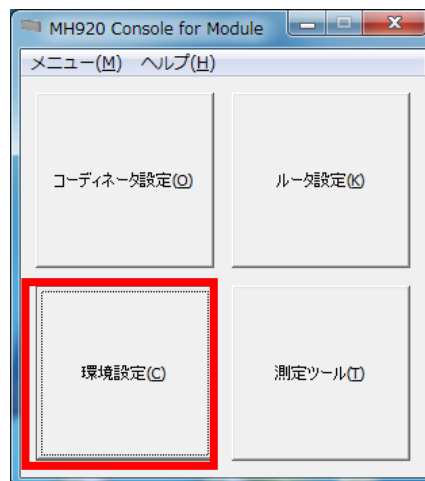 MH920 Console for Module
メニュー(M) ヘルプ(H)
コーディネータ設定(O)
ルータ設定(K)
環境設定(C)
測定ツール(T)